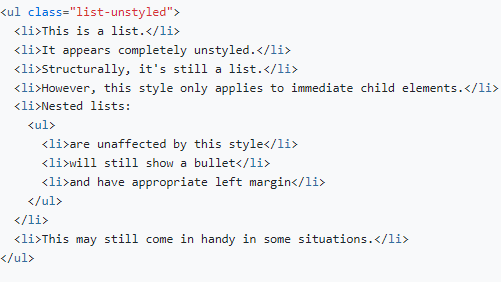 <ul class="list-unstyled">
  <li>This is a list.</li>
  <li>It appears completely unstyled.</li>
  <li>Structurally, it's still a list.</li>
  <li>However, this style only applies to immediate child elements.</li>
  <li>Nested lists:
    <ul>
      <li>are unaffected by this style</li>
      <li>will still show a bullet</li>
      <li>and have appropriate left margin</li>
    </ul>
  </li>
  <li>This may still come in handy in some situations.</li>
</ul>